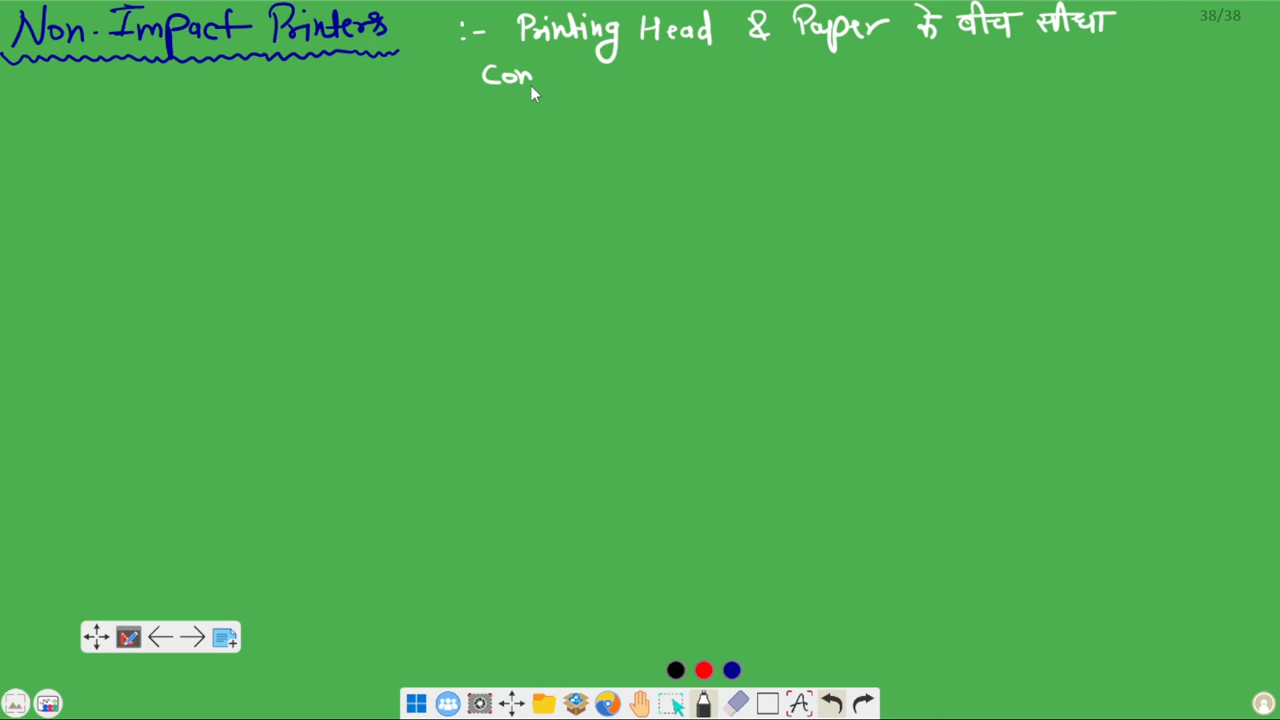 Non-Impact Printers :- Printing Head & Paper के बीच सीधा
38/38
Con